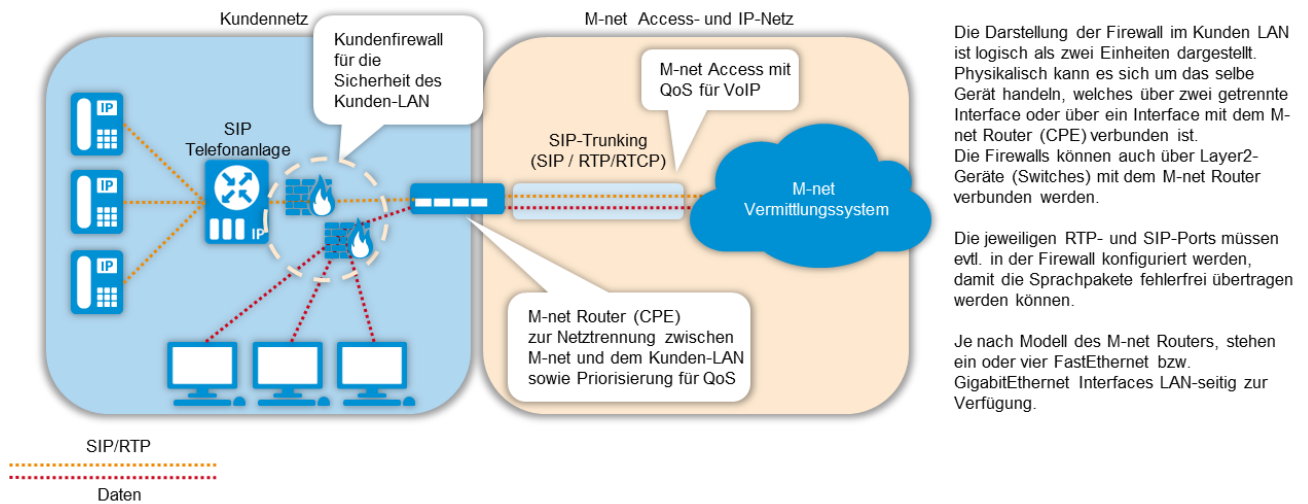 Kundennetz
M-net Access- und IP-Netz
Kundenfirewall
für die
Sicherheit des
Kunden-LAN
M-net Access mit
QoS für VoIP
IP
IP
IP
SIP
Telefonanlage
IP
SIP-Trunking
(SIP / RTP/RTCP)
M-net
Vermittlungssystem
M-net Router (CPE)
zur Netztrennung zwischen
M-net und dem Kunden-LAN
sowie Priorisierung für QoS
Die Darstellung der Firewall im Kunden LAN
ist logisch als zwei Einheiten dargestellt.
Physikalisch kann es sich um das selbe
Gerät handeln, welches über zwei getrennte
Interface oder über ein Interface mit dem M-
net Router (CPE) verbunden ist.
Die Firewalls können auch über Layer2-
Geräte (Switches) mit dem M-net Router
verbunden werden.
Die jeweiligen RTP- und SIP-Ports müssen
evtl. in der Firewall konfiguriert werden,
damit die Sprachpakete fehlerfrei übertragen
werden können.
Je nach Modell des M-net Routers, stehen
ein oder vier FastEthernet bzw.
GigabitEthernet Interfaces LAN-seitig zur
Verfügung.
SIP/RTP
Daten